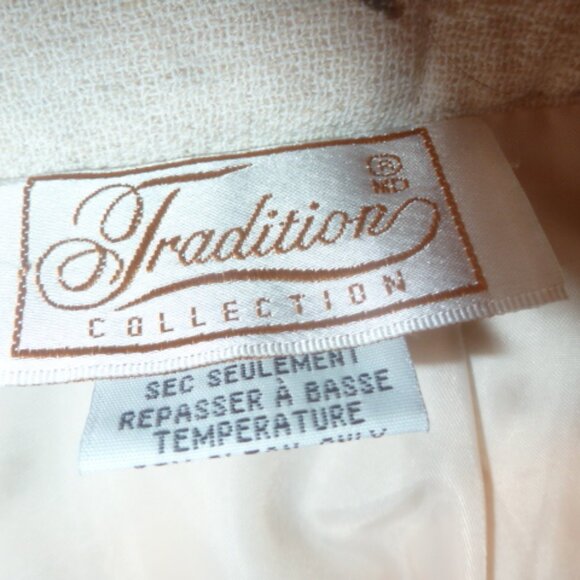 Tradition
® MD
COLLECTION
SEC SEULEMENT
REPASSER À BASSE
TEMPERATURE